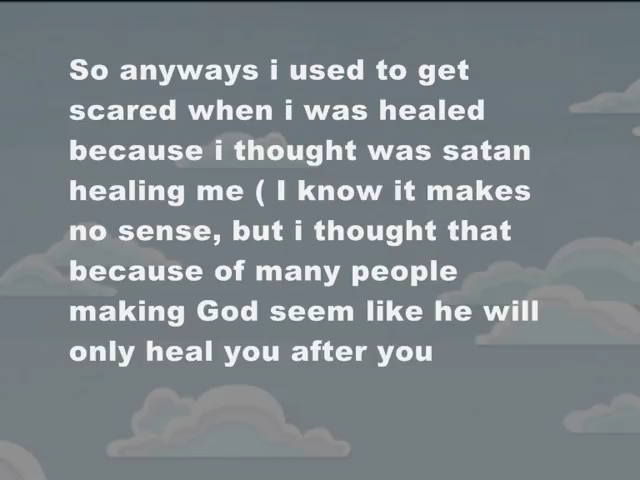 So anyways i used to get
scared when i was healed
because i thought was satan
healing me ( I know it makes
no sense, but i thought that
because of many people
making God seem like he will
only heal you after you